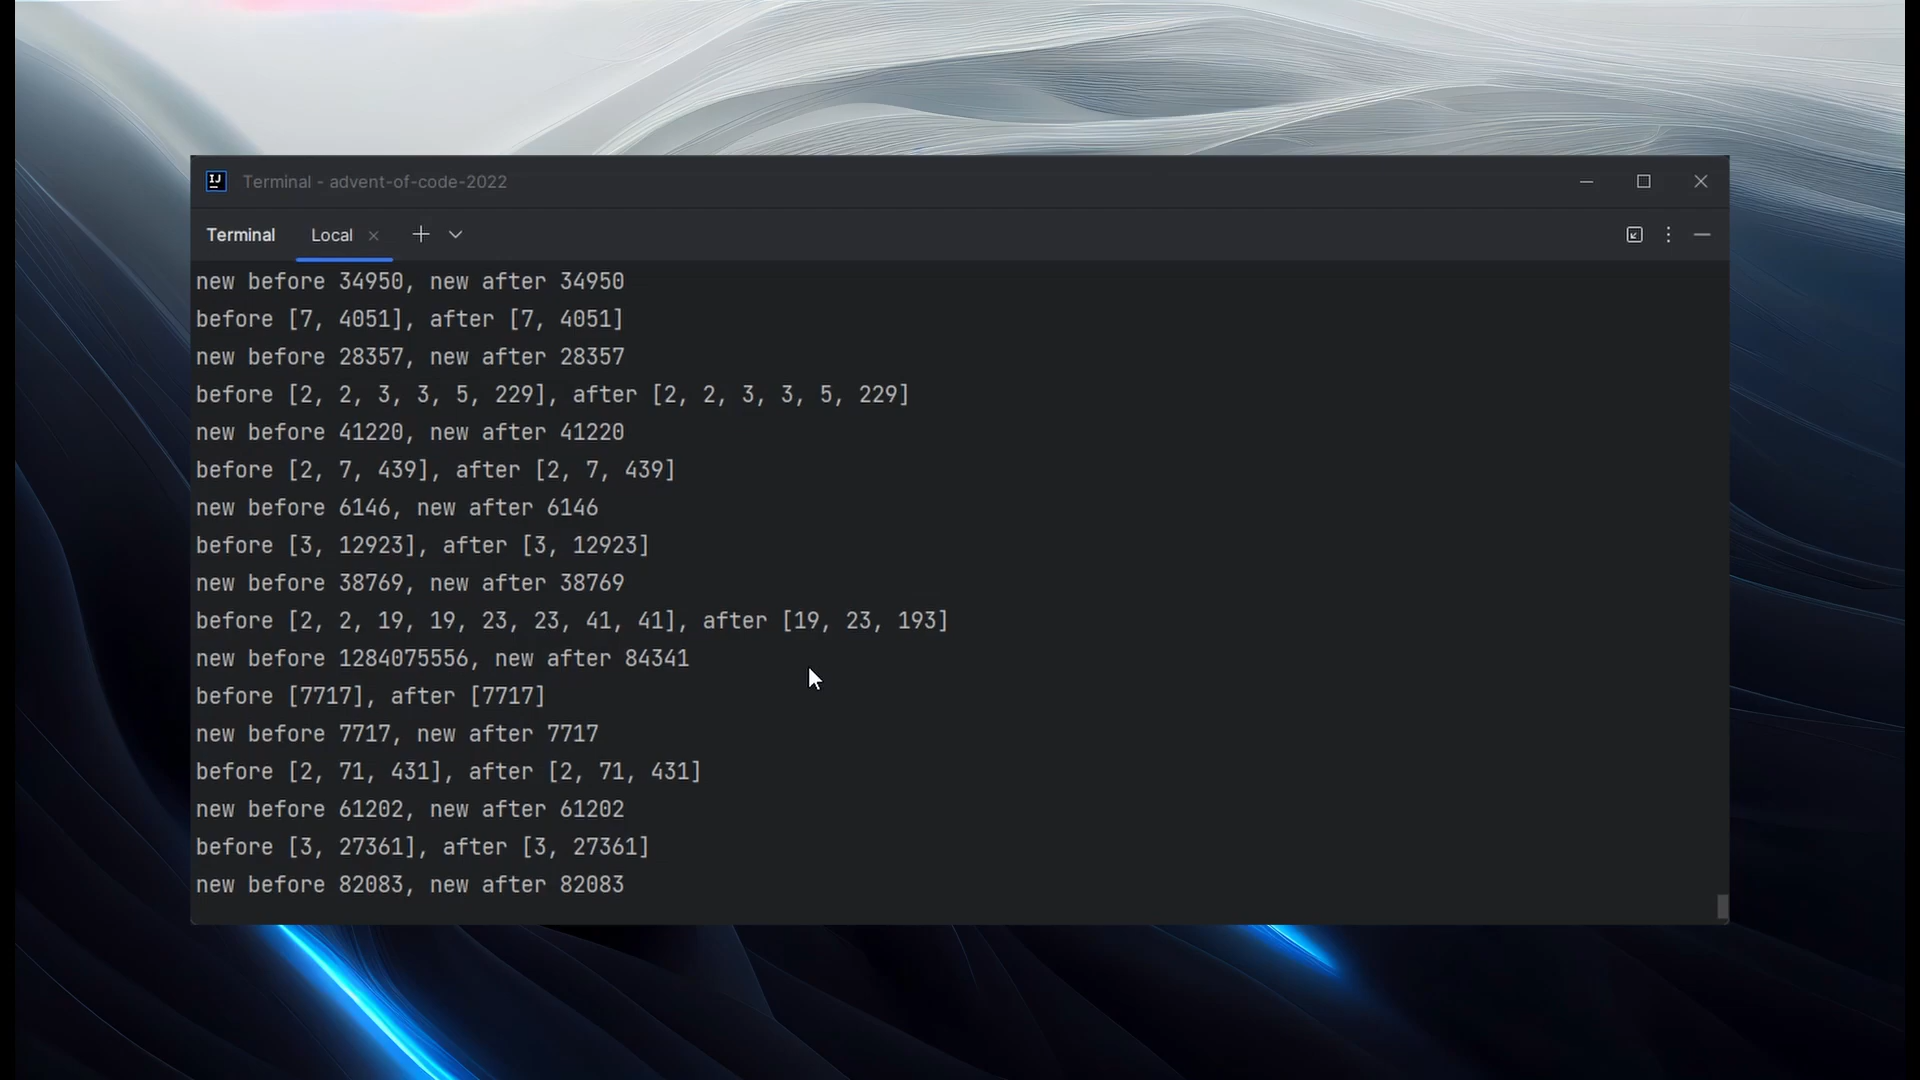 IJ
Terminal - advent-of-code-2022
Terminal Local
new before 34950, new after 34950
before [7, 4051], after [7, 4051]
new before 28357, new after 28357
before [2, 2, 3, 3, 5, 229], after [2, 2, 3, 3, 5, 229]
new before 41220, new after 41220
before [2, 7, 439], after [2, 7, 439]
new before 6146, new after 6146
before [3, 12923], after [3, 12923]
new before 38769, new after 38769
before [2, 2, 19, 19, 23, 23, 41, 41], after [19, 23, 193]
new before 1284075556, new after 84341
before [7717], after [7717]
new before 7717, new after 7717
before [2, 71, 431], after [2, 71, 431]
new before 61202, new after 61202
before [3, 27361], after [3, 27361]
new before 82083, new after 82083